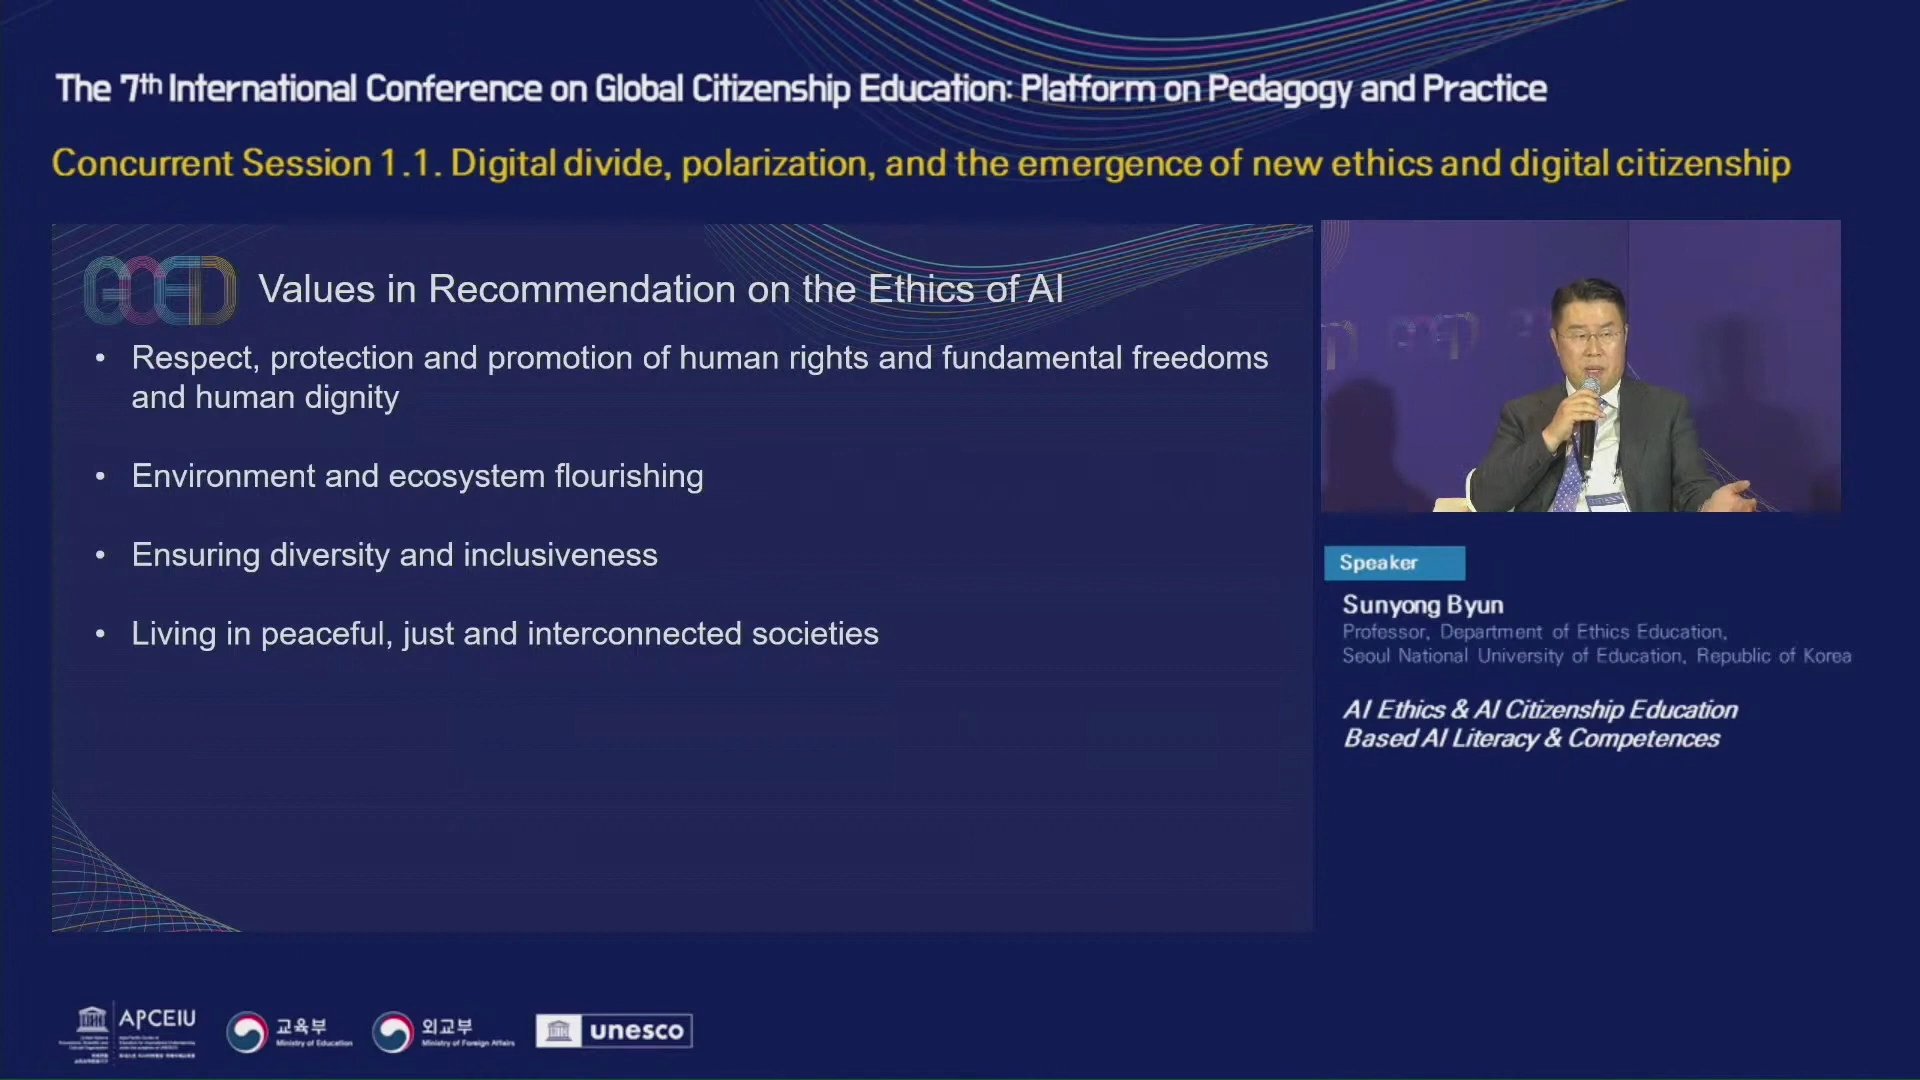 The 7th International Conference on Global Citizenship Education: Platform on Pedagogy and Practice
Concurrent Session 1.1. Digital divide, polarization, and the emergence of new ethics and digital citizenship
GCED
Values in Recommendation on the Ethics of AI
• Respect, protection and promotion of human rights and fundamental freedoms
and human dignity
• Environment and ecosystem flourishing
• Ensuring diversity and inclusiveness
• Living in peaceful, just and interconnected societies
Speaker
Sunyong Byun
Professor, Department of Ethics Education,
Seoul National University of Education, Republic of Korea
AI Ethics & AI Citizenship Education
Based AI Literacy & Competences
APCEIU
교육부
Ministry of Education
외교부
Ministry of Foreign Affairs
unesco